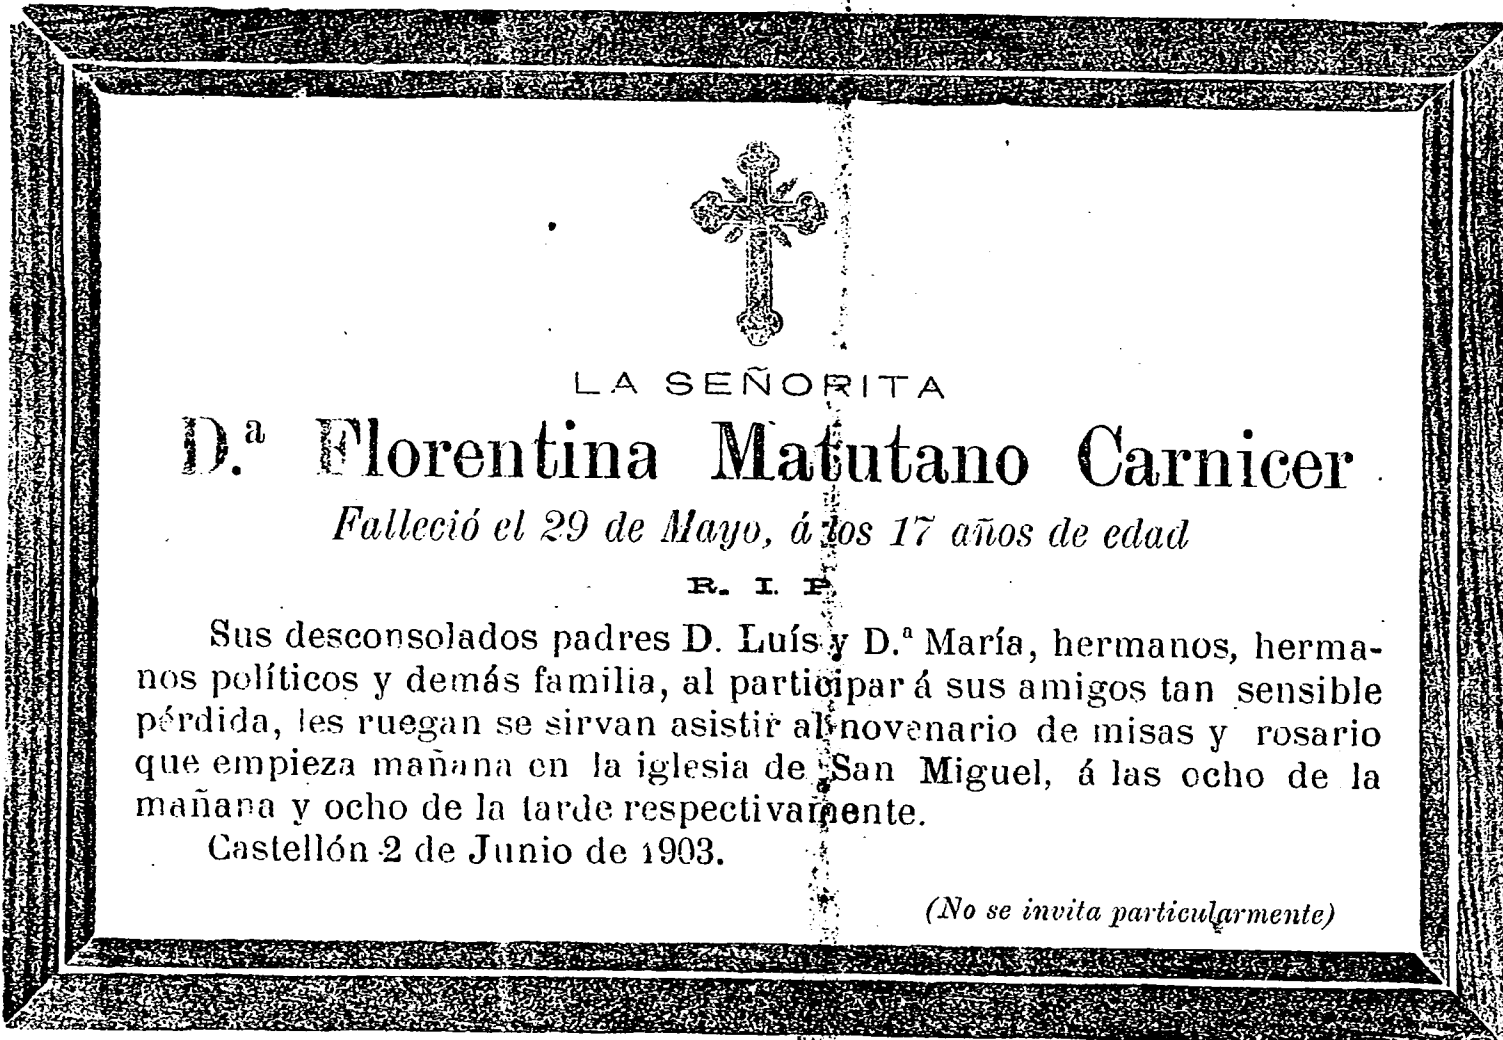 LA SEÑORITA
D.ª Florentina Matutano Carnicer
Falleció el 29 de Mayo, á los 17 años de edad
R. I. P.
Sus desconsolados padres D. Luís y D.ª María, hermanos, herma-
nos políticos y demás familia, al participar á sus amigos tan sensible
pérdida, les ruegan se sirvan asistir al novenario de misas y rosario
que empieza mañana en la iglesia de San Miguel, á las ocho de la
mañana y ocho de la tarde respectivamente.
Castellón 2 de Junio de 1903.
(No se invita particularmente)